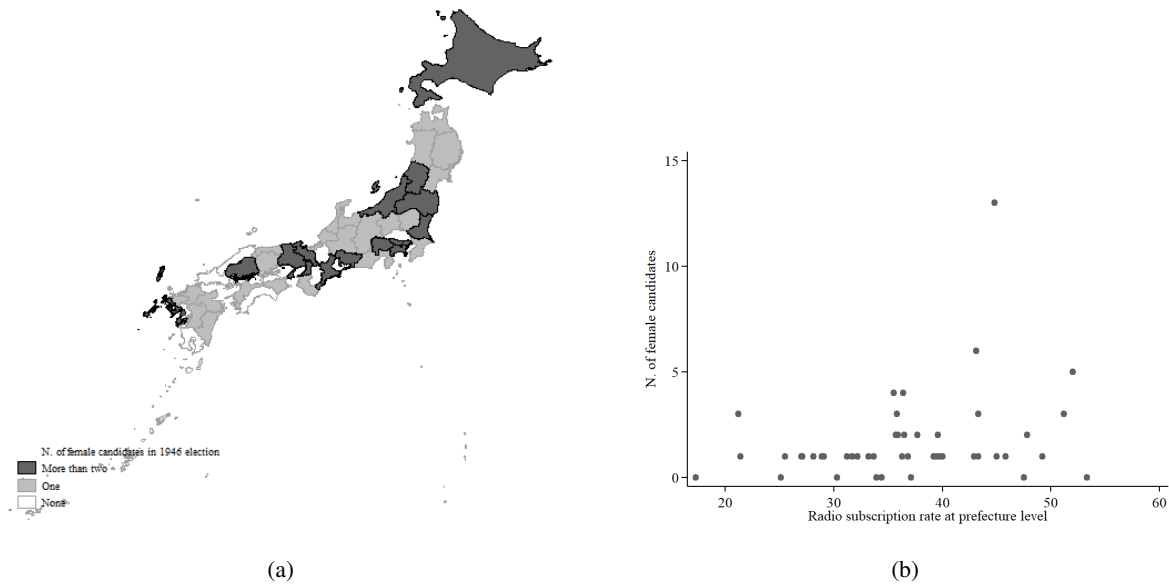 N. of female candidates in 1946 election
More than two
One
None
(a)
N. of female candidates
15
10
5
0
20
30
40
50
60
Radio subscription rate at prefecture level
(b)